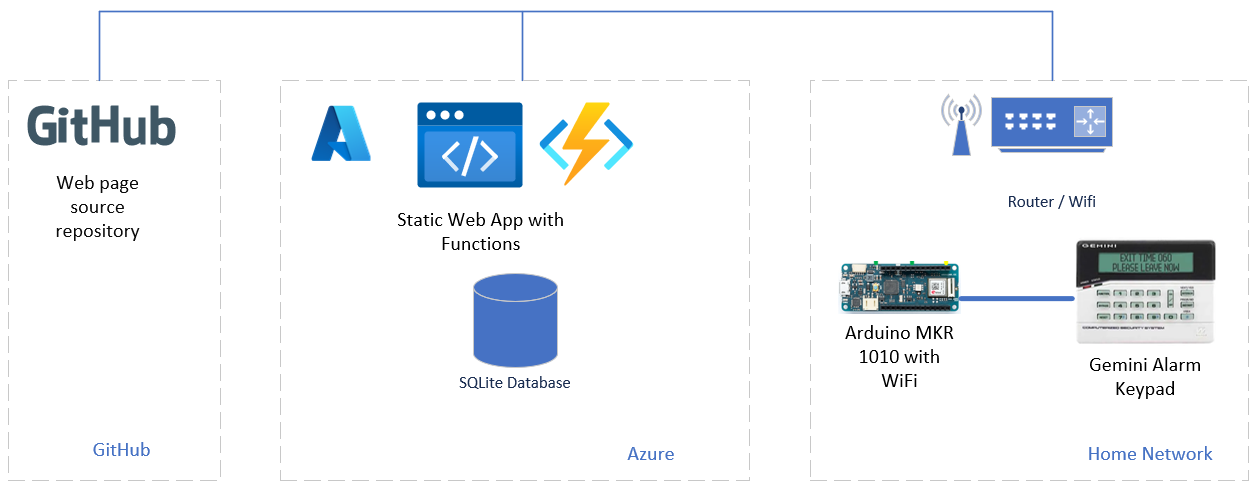 GitHub
Web page
source
repository
GitHub
Static Web App with
Functions
SQLite Database
Azure
Router / Wifi
Arduino MKR
1010 with
WiFi
GEMINI
EXIT TIME 060
PLEASE LEAVE NOW
COMPUTERIZED SECURITY SYSTEM
Gemini Alarm
Keypad
Home Network